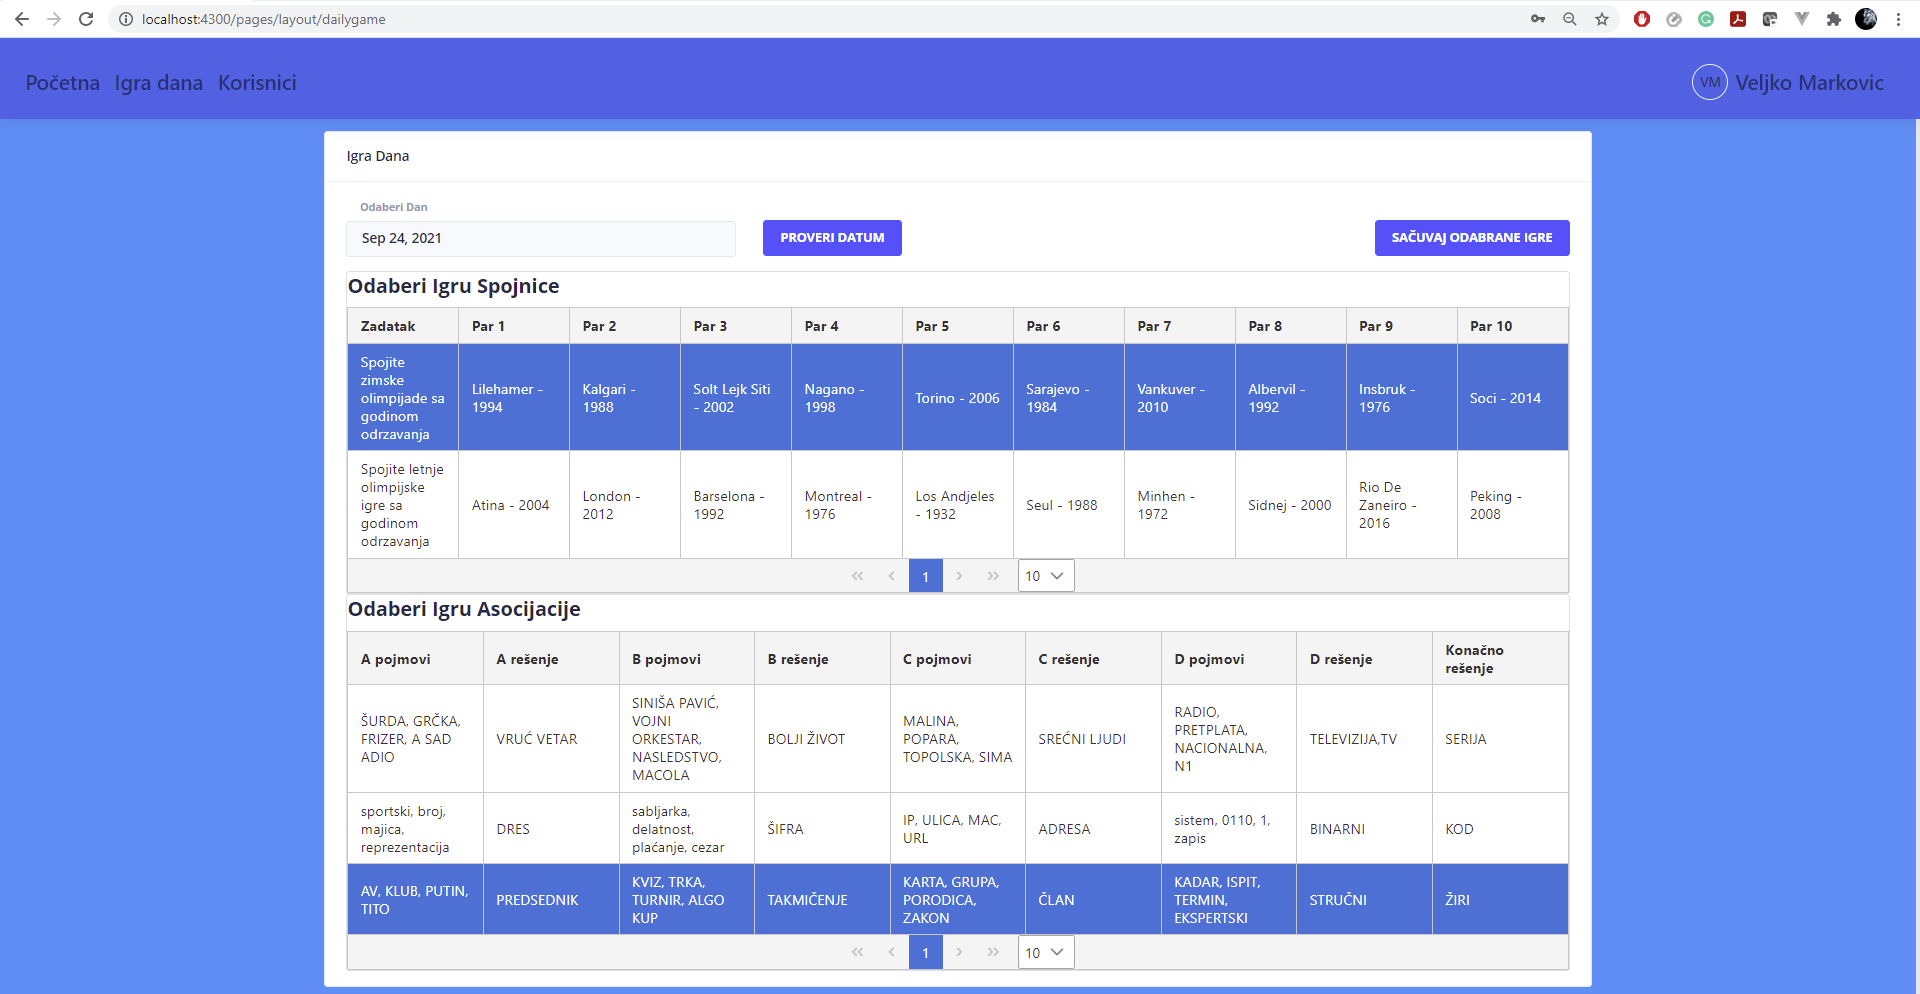 localhost:4300/pages/layout/dailygame
Početna Igra dana Korisnici
VM Veljko Markovic
Igra Dana
Odaberi Dan
Sep 24, 2021
PROVERI DATUM
SAČUVAJ ODABRANE IGRE
Odaberi Igru Spojnice
Zadatak Par 1 Par 2 Par 3 Par 4 Par 5 Par 6 Par 7 Par 8 Par 9 Par 10
Spojite
zimske
olimpijade sa
godinom
odrzavanja
Lilehamer -
1994
Kalgari -
1988
Solt Lejk Siti
- 2002
Nagano -
1998
Torino - 2006
Sarajevo -
1984
Vankuver -
2010
Albervil -
1992
Insbruk -
1976
Soci - 2014
Spojite letnje
olimpijske
igre sa
godinom
odrzavanja
Atina - 2004
London -
2012
Barselona -
1992
Montreal -
1976
Los Andjeles
- 1932
Seul - 1988
Minhen -
1972
Sidnej - 2000
Rio De
Zaneiro -
2016
Peking -
2008
1
10
Odaberi Igru Asocijacije
A pojmovi A rešenje B pojmovi B rešenje C pojmovi C rešenje D pojmovi D rešenje
Konačno
rešenje
ŠURDA, GRČKA,
FRIZER, A SAD
ADIO
VRUĆ VETAR
SINIŠA PAVIĆ,
VOJNI
ORKESTAR,
NASLEDSTVO,
MACOLA
BOLJI ŽIVOT
MALINA,
POPARA,
TOPOLSKA, SIMA
SREĆNI LJUDI
RADIO,
PRETPLATA,
NACIONALNA,
N1
TELEVIZIJA,TV
SERIJA
sportski, broj,
majica,
reprezentacija
DRES
sabljarka,
delatnost,
plaćanje, cezar
ŠIFRA
IP, ULICA, MAC,
URL
ADRESA
sistem, 0110, 1,
zapis
BINARNI
KOD
AV, KLUB, PUTIN,
TITO
PREDSEDNIK
KVIZ, TRKA,
TURNIR, ALGO
KUP
TAKMIČENJE
KARTA, GRUPA,
PORODICA,
ZAKON
ČLAN
KADAR, ISPIT,
TERMIN,
EKSPERTSKI
STRUČNI
ŽIRI
1
10